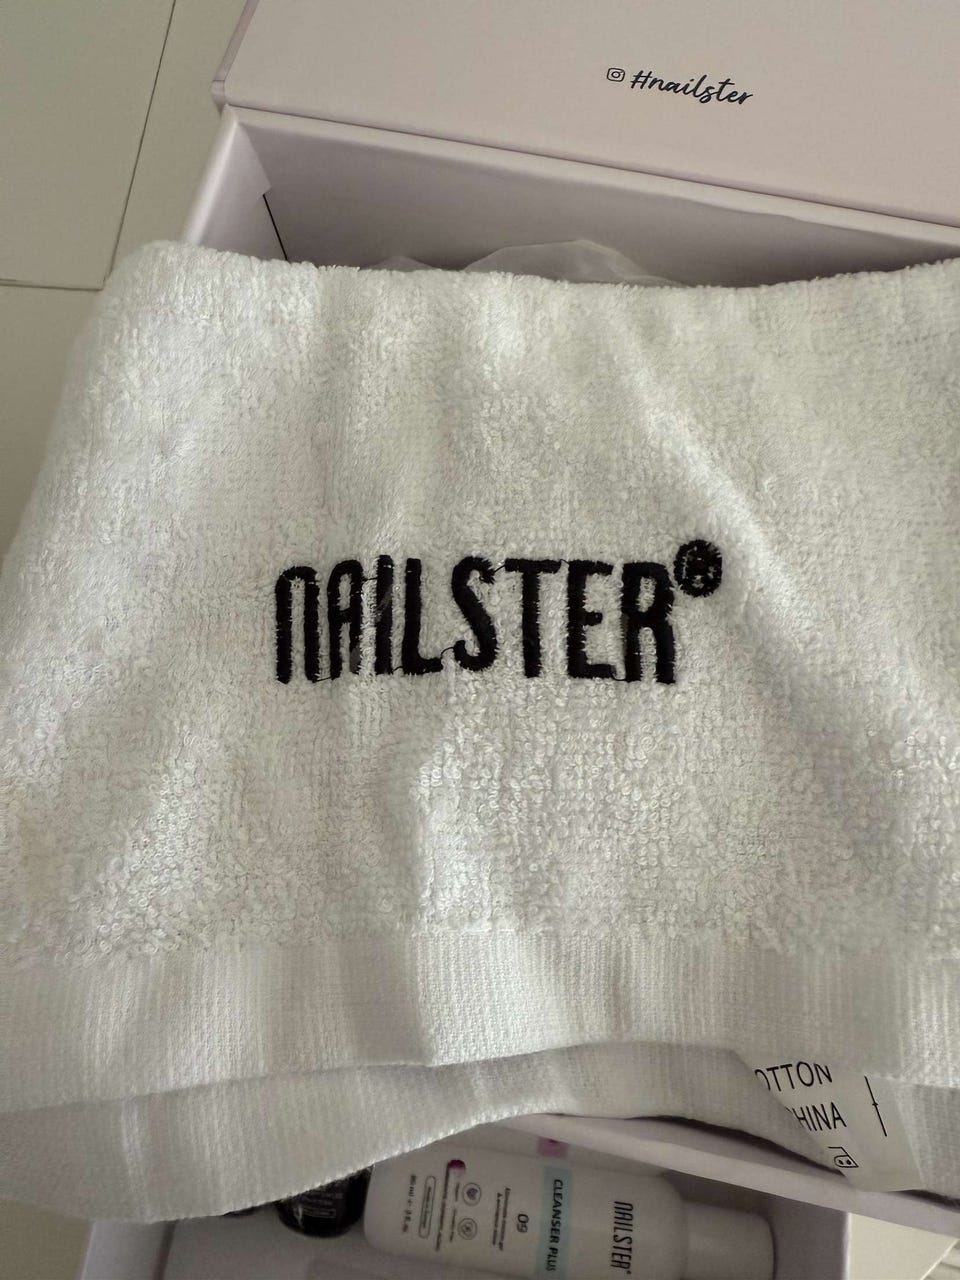 #nailster
NAILSTER®
OTTON
HINA
NAILSTER®
CLEANSER PLUS
09